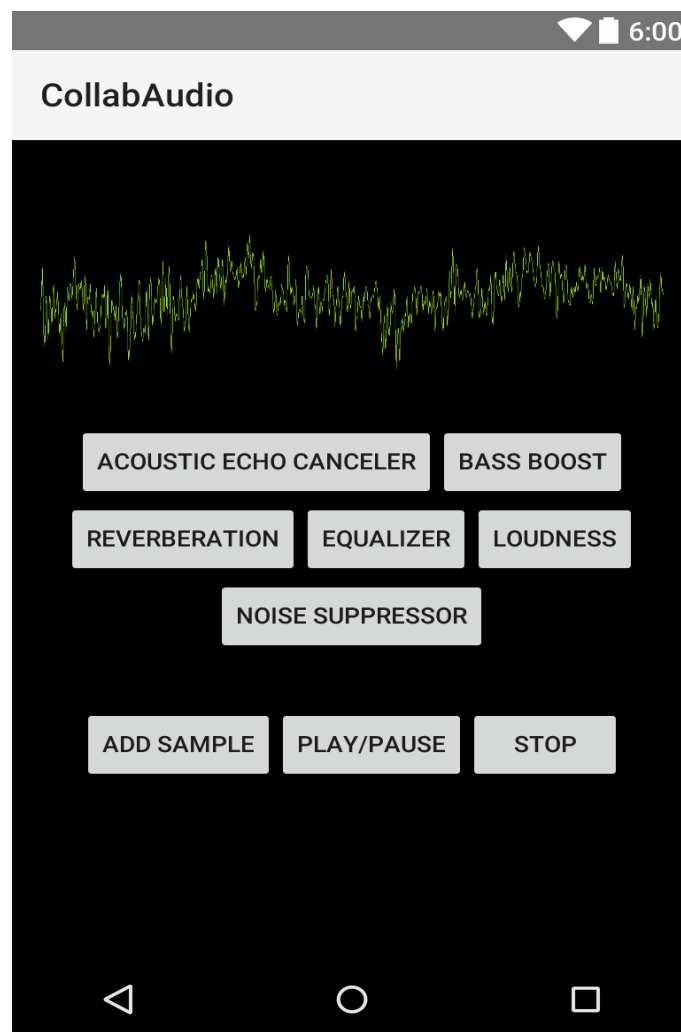 6:00
CollabAudio
ACOUSTIC ECHO CANCELER BASS BOOST
REVERBERATION EQUALIZER LOUDNESS
NOISE SUPPRESSOR
ADD SAMPLE PLAY/PAUSE STOP